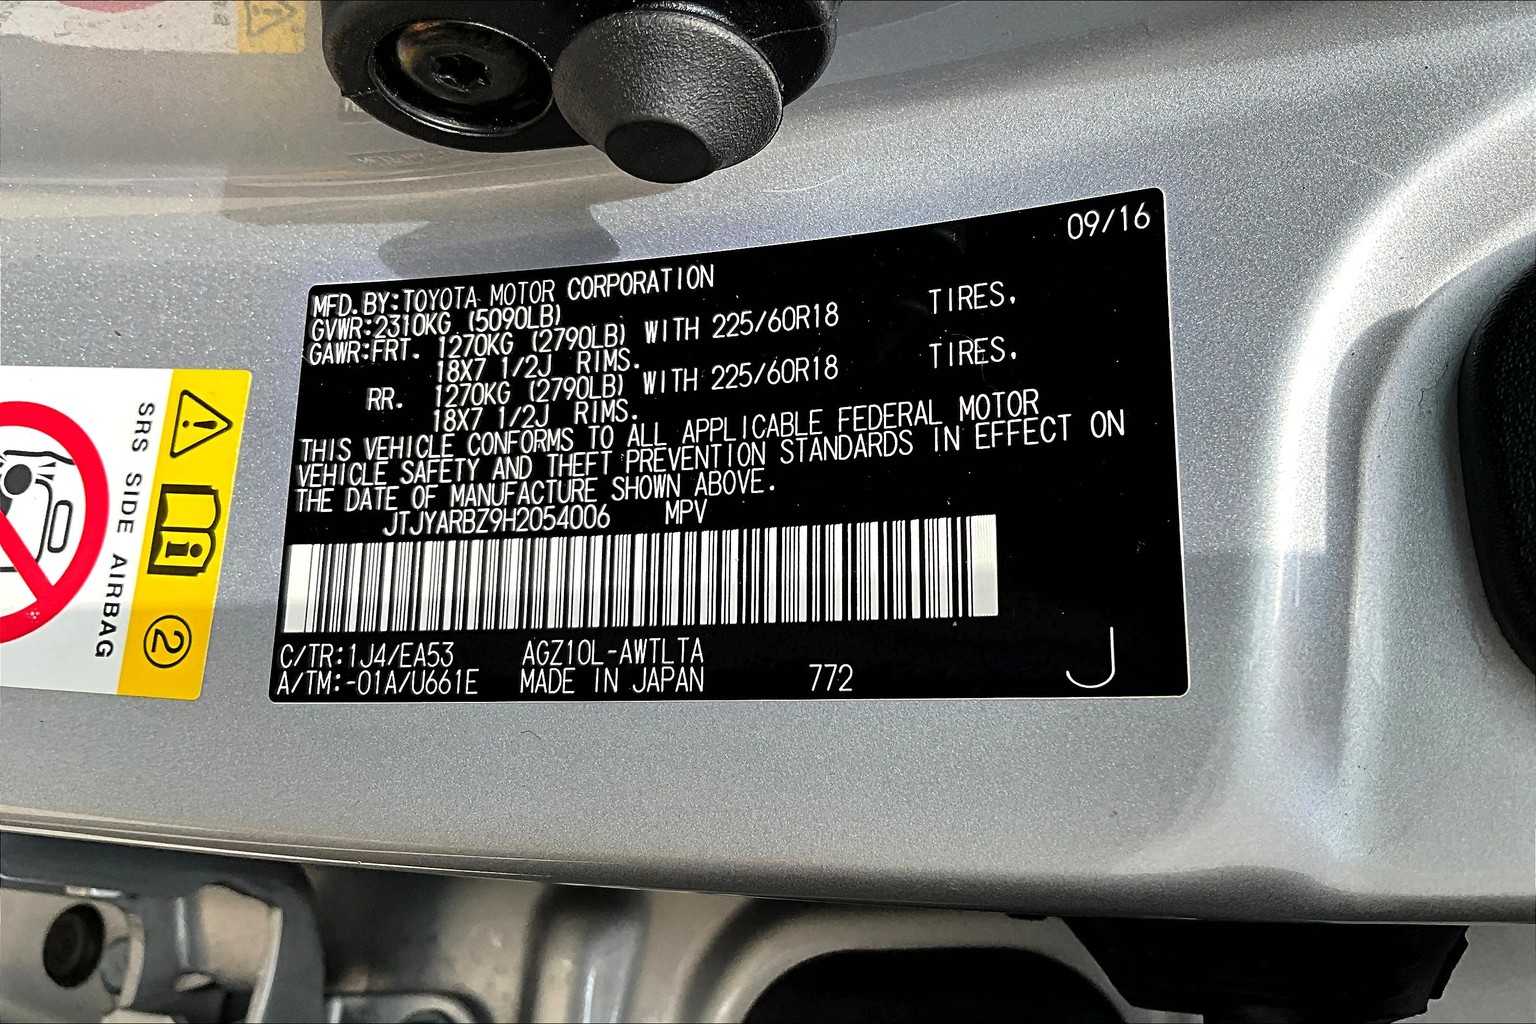 09/16
MFD.BY:TOYOTA MOTOR CORPORATION
GVWR:2310KG (5090LB)
GAWR:FRT. 1270KG (2790LB) WITH 225/60R18 TIRES.
18X7 1/2J RIMS.
RR. 1270KG (2790LB) WITH 225/60R18 TIRES.
18X7 1/2J RIMS.
THIS VEHICLE CONFORMS TO ALL APPLICABLE FEDERAL MOTOR
VEHICLE SAFETY AND THEFT PREVENTION STANDARDS IN EFFECT ON
THE DATE OF MANUFACTURE SHOWN ABOVE.
JTJYARBZ9H2054006 MPV
C/TR:1J4/EA53 AGZ10L-AWTLTA
A/TM:-01A/U661E MADE IN JAPAN 772 J
SRS SIDE AIRBAG
2